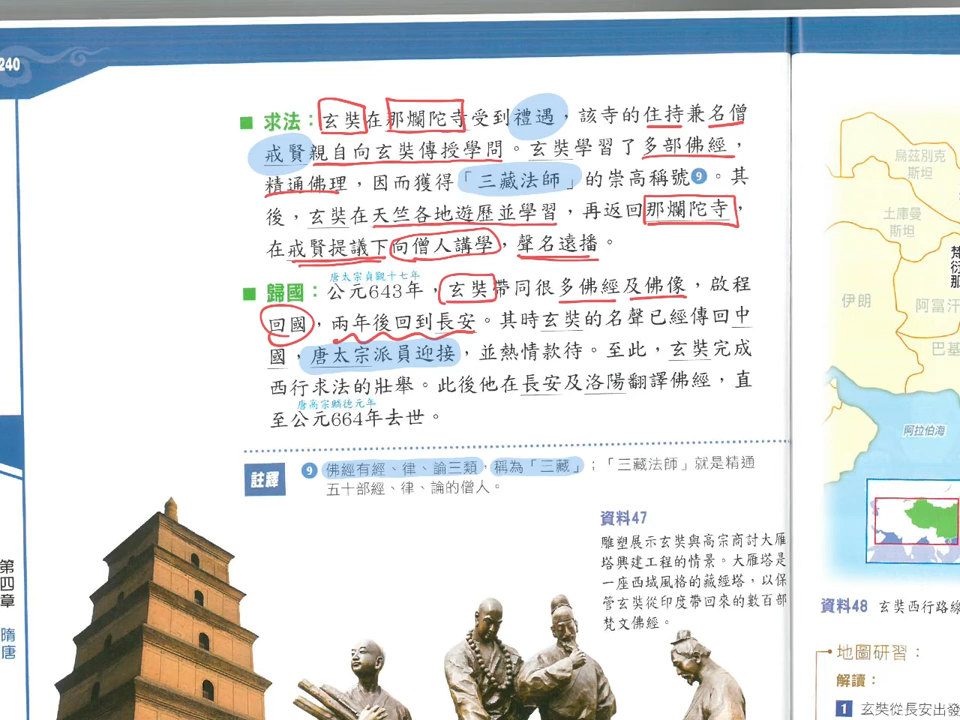 240
■ 求法：玄奘在那爛陀寺受到禮遇，該寺的住持兼名僧
戒賢親自向玄奘傳授學問。玄奘學習了多部佛經，
精通佛理，因而獲得「三藏法師」的崇高稱號9。其
後，玄奘在天竺各地遊歷並學習，再返回那爛陀寺，
在戒賢提議下向僧人講學，聲名遠播。
唐太宗貞觀十七年
■ 歸國：公元643年，玄奘帶同很多佛經及佛像，啟程
回國，兩年後回到長安。其時玄奘的名聲已經傳回中
國，唐太宗派員迎接，並熱情款待。至此，玄奘完成
西行求法的壯舉。此後他在長安及洛陽翻譯佛經，直
唐高宗麟德元年
至公元664年去世。
註釋
9 佛經有經、律、論三類，稱為「三藏」；「三藏法師」就是精通
五十部經、律、論的僧人。
資料47
雕塑展示玄奘與高宗商討大雁
塔興建工程的情景。大雁塔是
一座西域風格的藏經塔，以保
管玄奘從印度帶回來的數百部
梵文佛經。
第四章 隋唐
烏茲別克
斯坦
土庫曼
斯坦
梵衍那
伊朗
阿富汗
巴基
阿拉伯海
資料48 玄奘西行路線
地圖研習：
解讀：
1 玄奘從長安出發